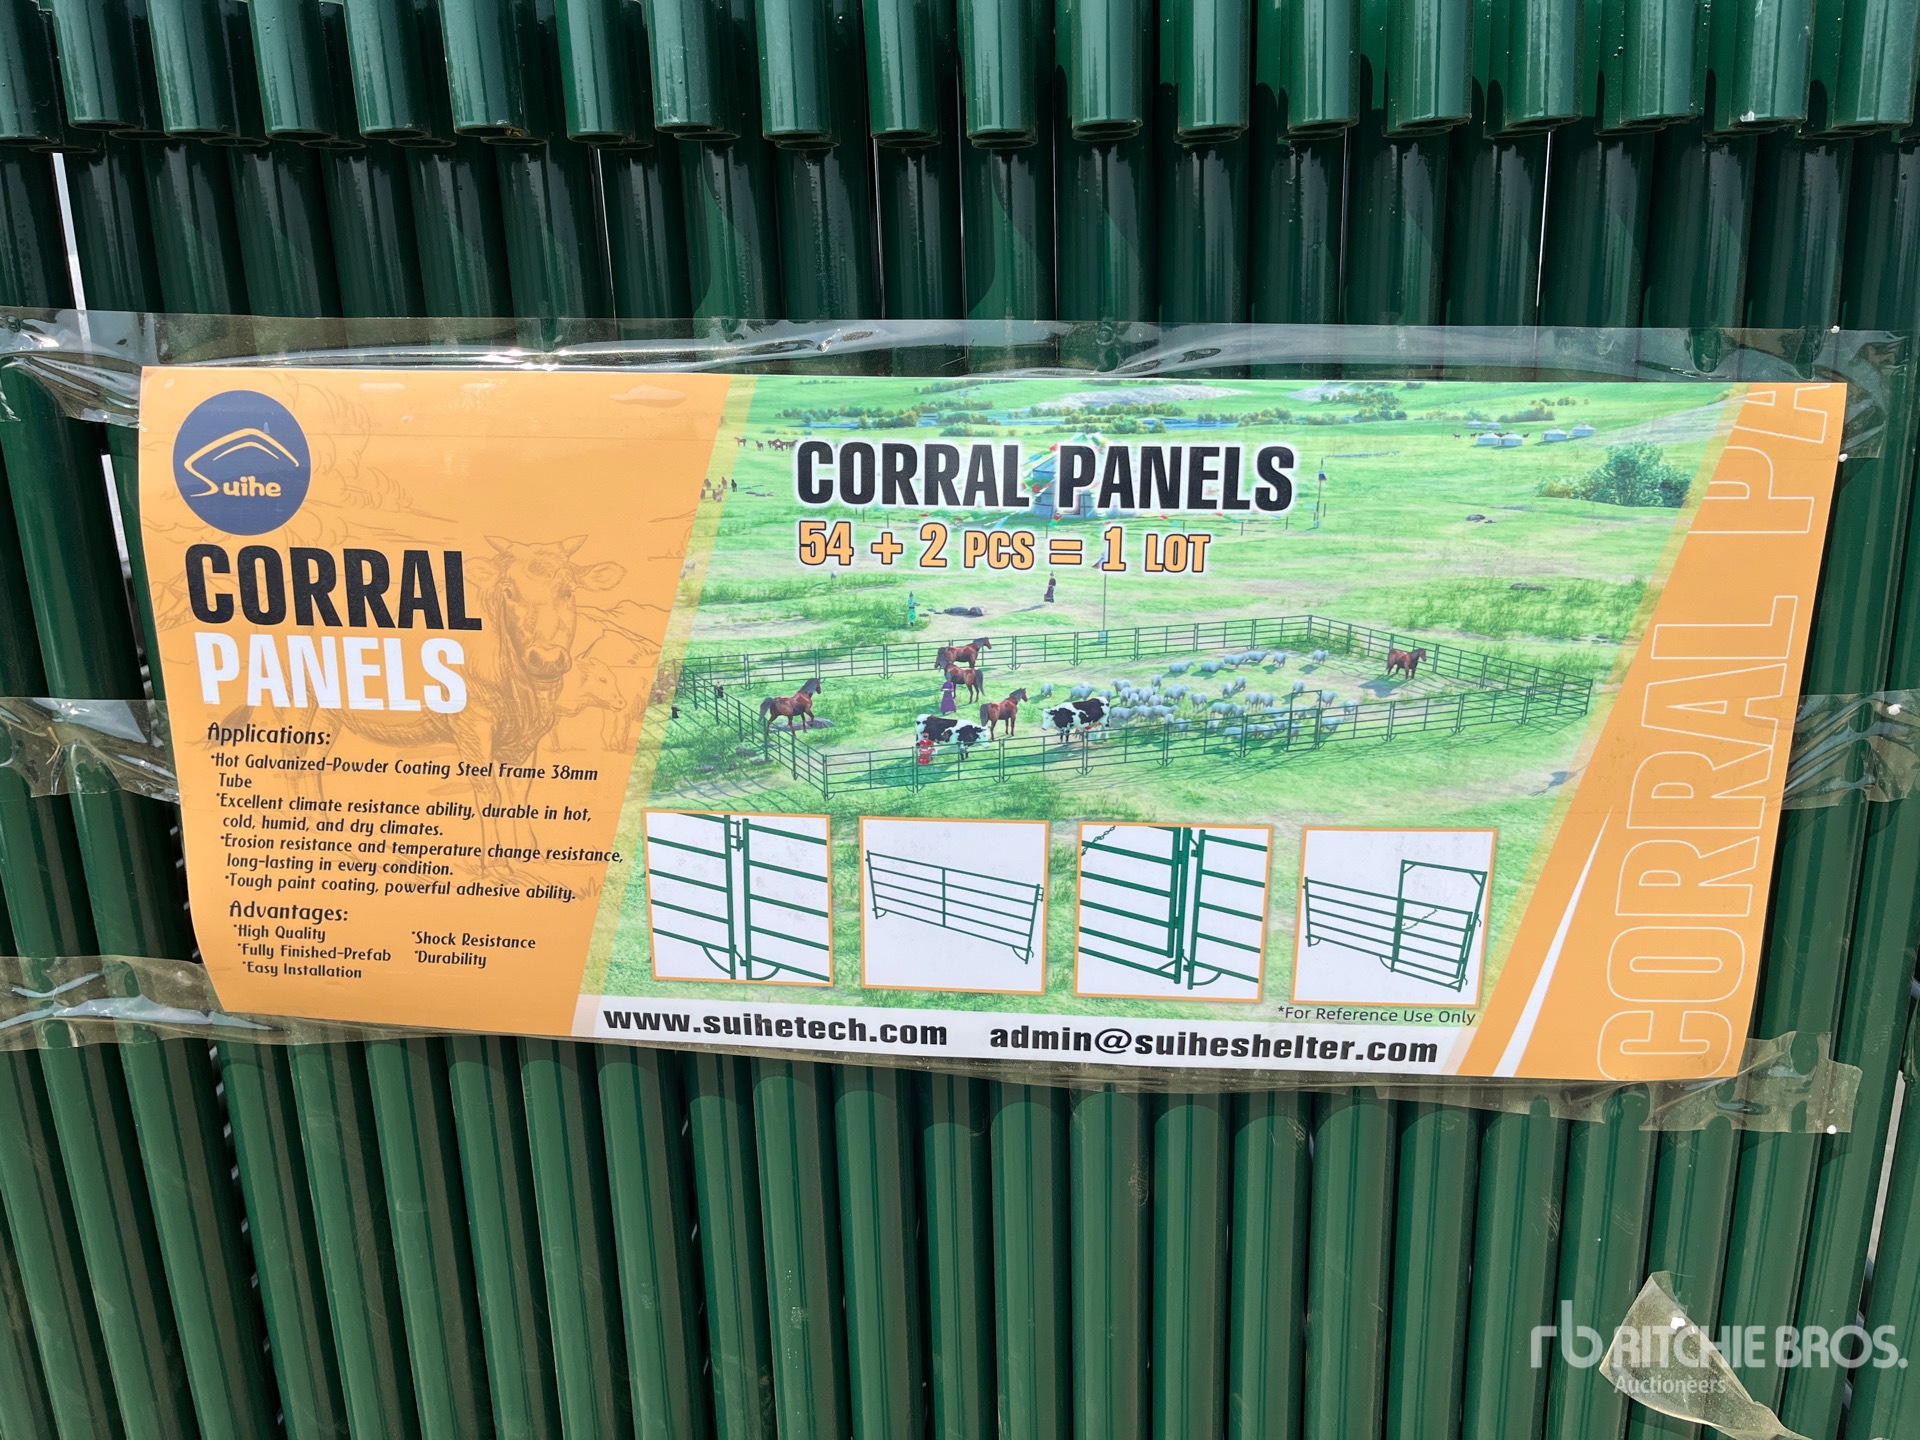 Suihe
CORRAL
PANELS
Applications:
*Hot Galvanized-Powder Coating Steel Frame 38mm
Tube
*Excellent climate resistance ability, durable in hot,
cold, humid, and dry climates.
*Erosion resistance and temperature change resistance,
long-lasting in every condition.
*Tough paint coating, powerful adhesive ability.
Advantages:
*High Quality
*Fully Finished-Prefab
*Easy Installation
*Shock Resistance
*Durability
CORRAL PANELS
54 + 2 PCS = 1 LOT
*For Reference Use Only
www.suihetech.com admin@suiheshelter.com
CORRAL PA
rb RITCHIE BROS.
Auctioneers